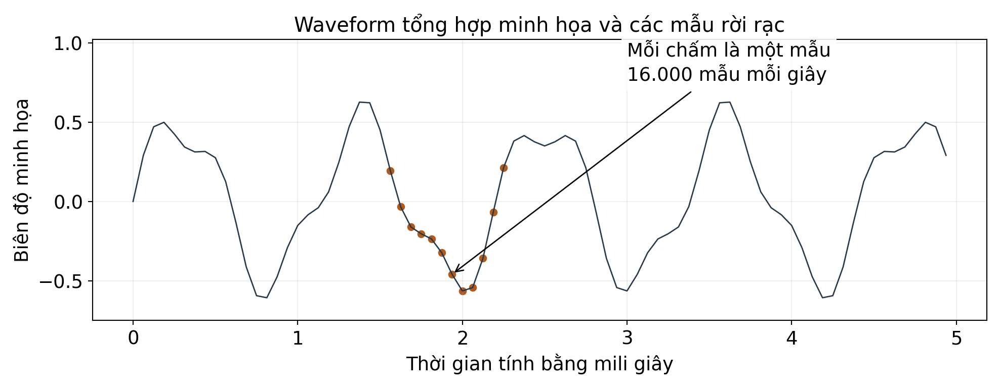 Waveform tổng hợp minh họa và các mẫu rời rạc
Mỗi chấm là một mẫu
16.000 mẫu mỗi giây
Biên độ minh họa
1.0
0.5
0.0
−0.5
0 1 2 3 4 5
Thời gian tính bằng mili giây